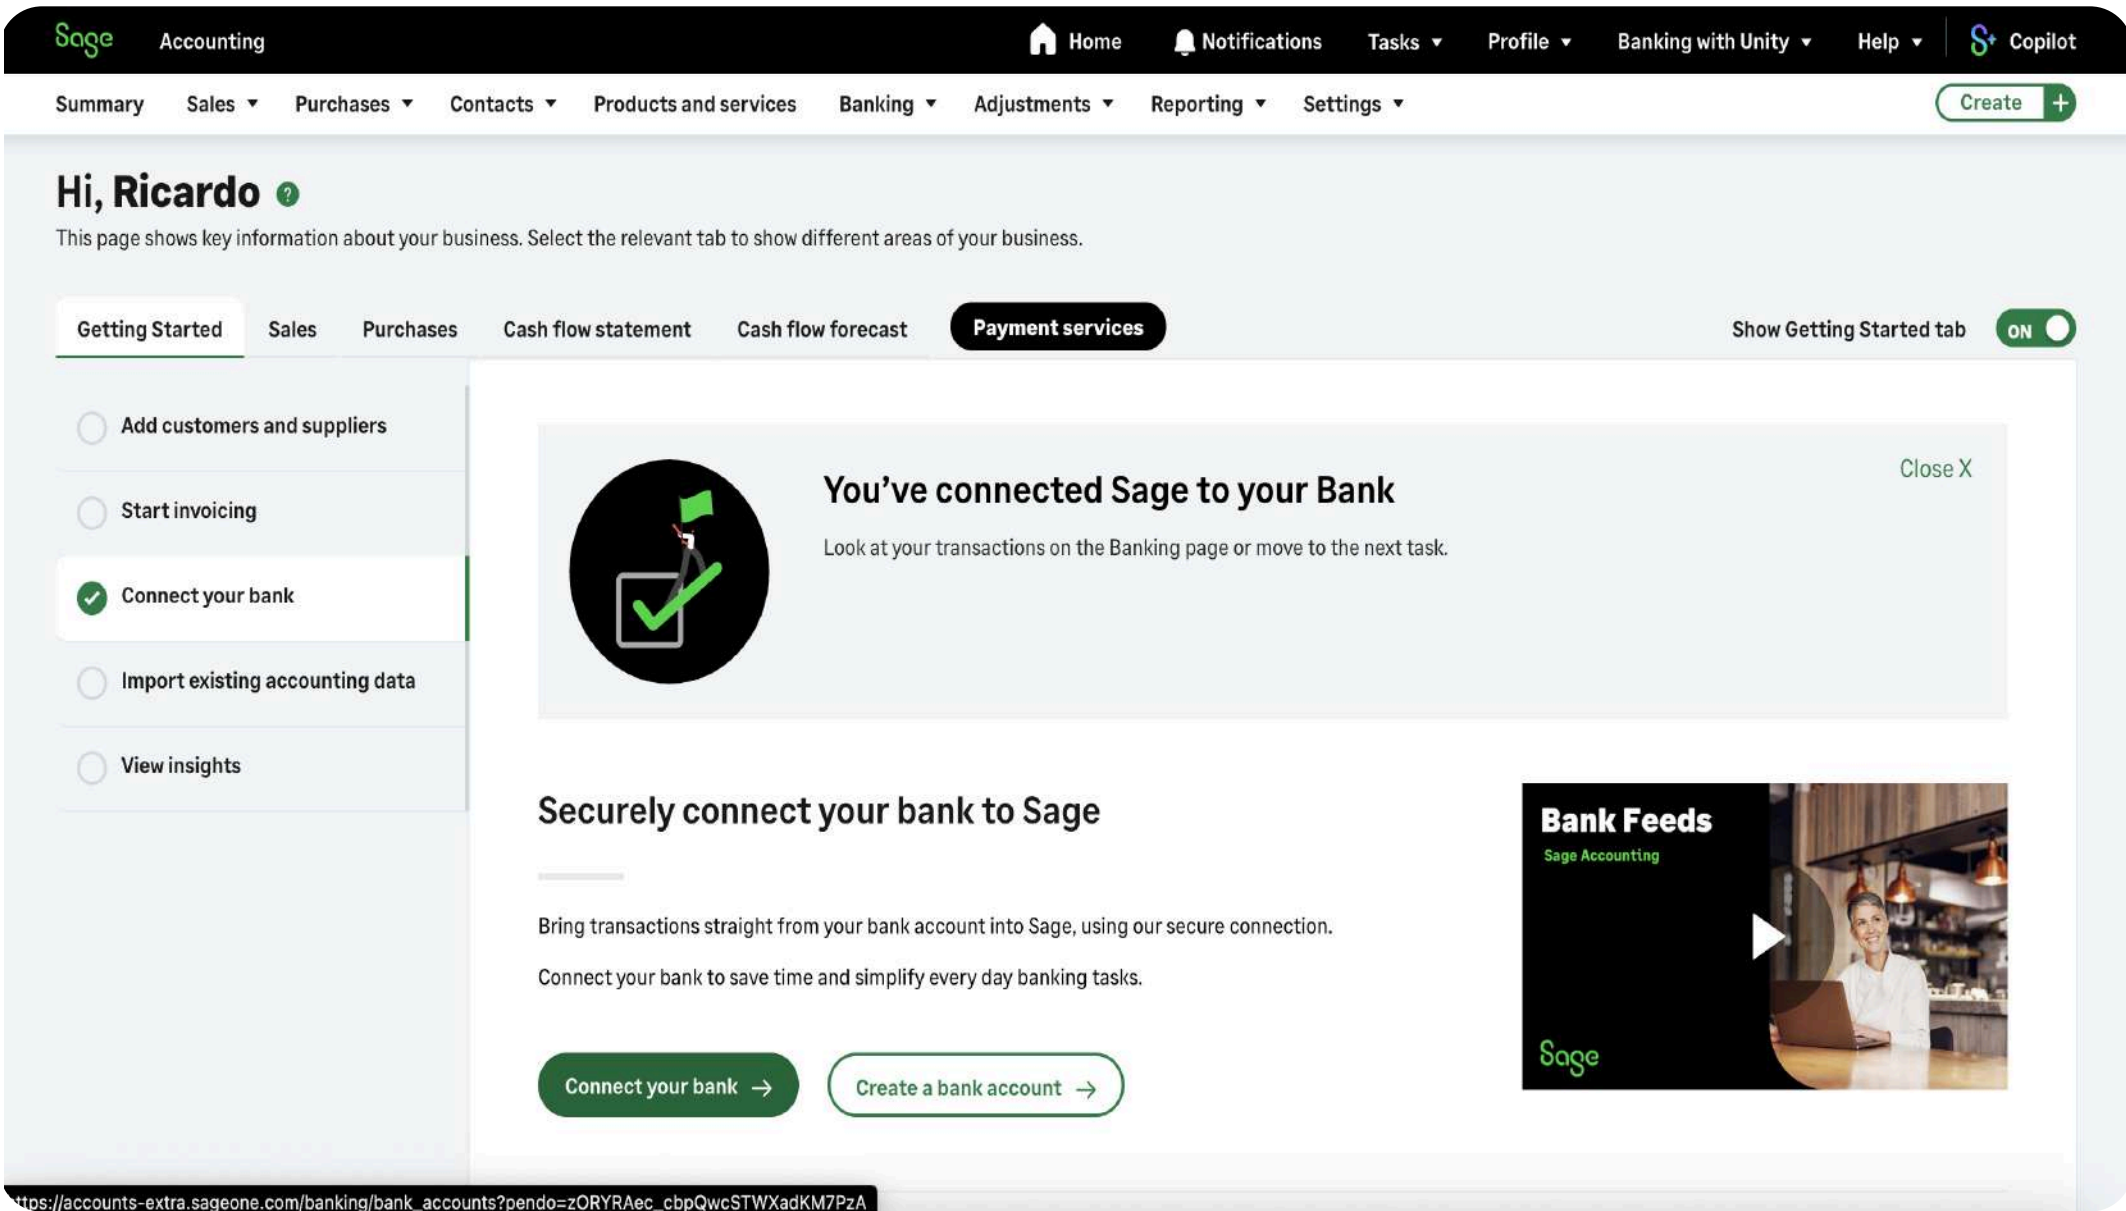 Sage Accounting Home Notifications Tasks Profile Banking with Unity Help Copilot
Summary Sales Purchases Contacts Products and services Banking Adjustments Reporting Settings Create +
Hi, Ricardo ?
This page shows key information about your business. Select the relevant tab to show different areas of your business.
Getting Started Sales Purchases Cash flow statement Cash flow forecast Payment services Show Getting Started tab ON
Add customers and suppliers
Start invoicing
Connect your bank
Import existing accounting data
View insights
You've connected Sage to your Bank
Close X
Look at your transactions on the Banking page or move to the next task.
Securely connect your bank to Sage
Bring transactions straight from your bank account into Sage, using our secure connection.
Connect your bank to save time and simplify every day banking tasks.
Connect your bank → Create a bank account →
Bank Feeds
Sage Accounting
Sage
ttps://accounts-extra.sageone.com/banking/bank_accounts?pendo=zORYRAec_cbpQwcSTWXadKM7PzA